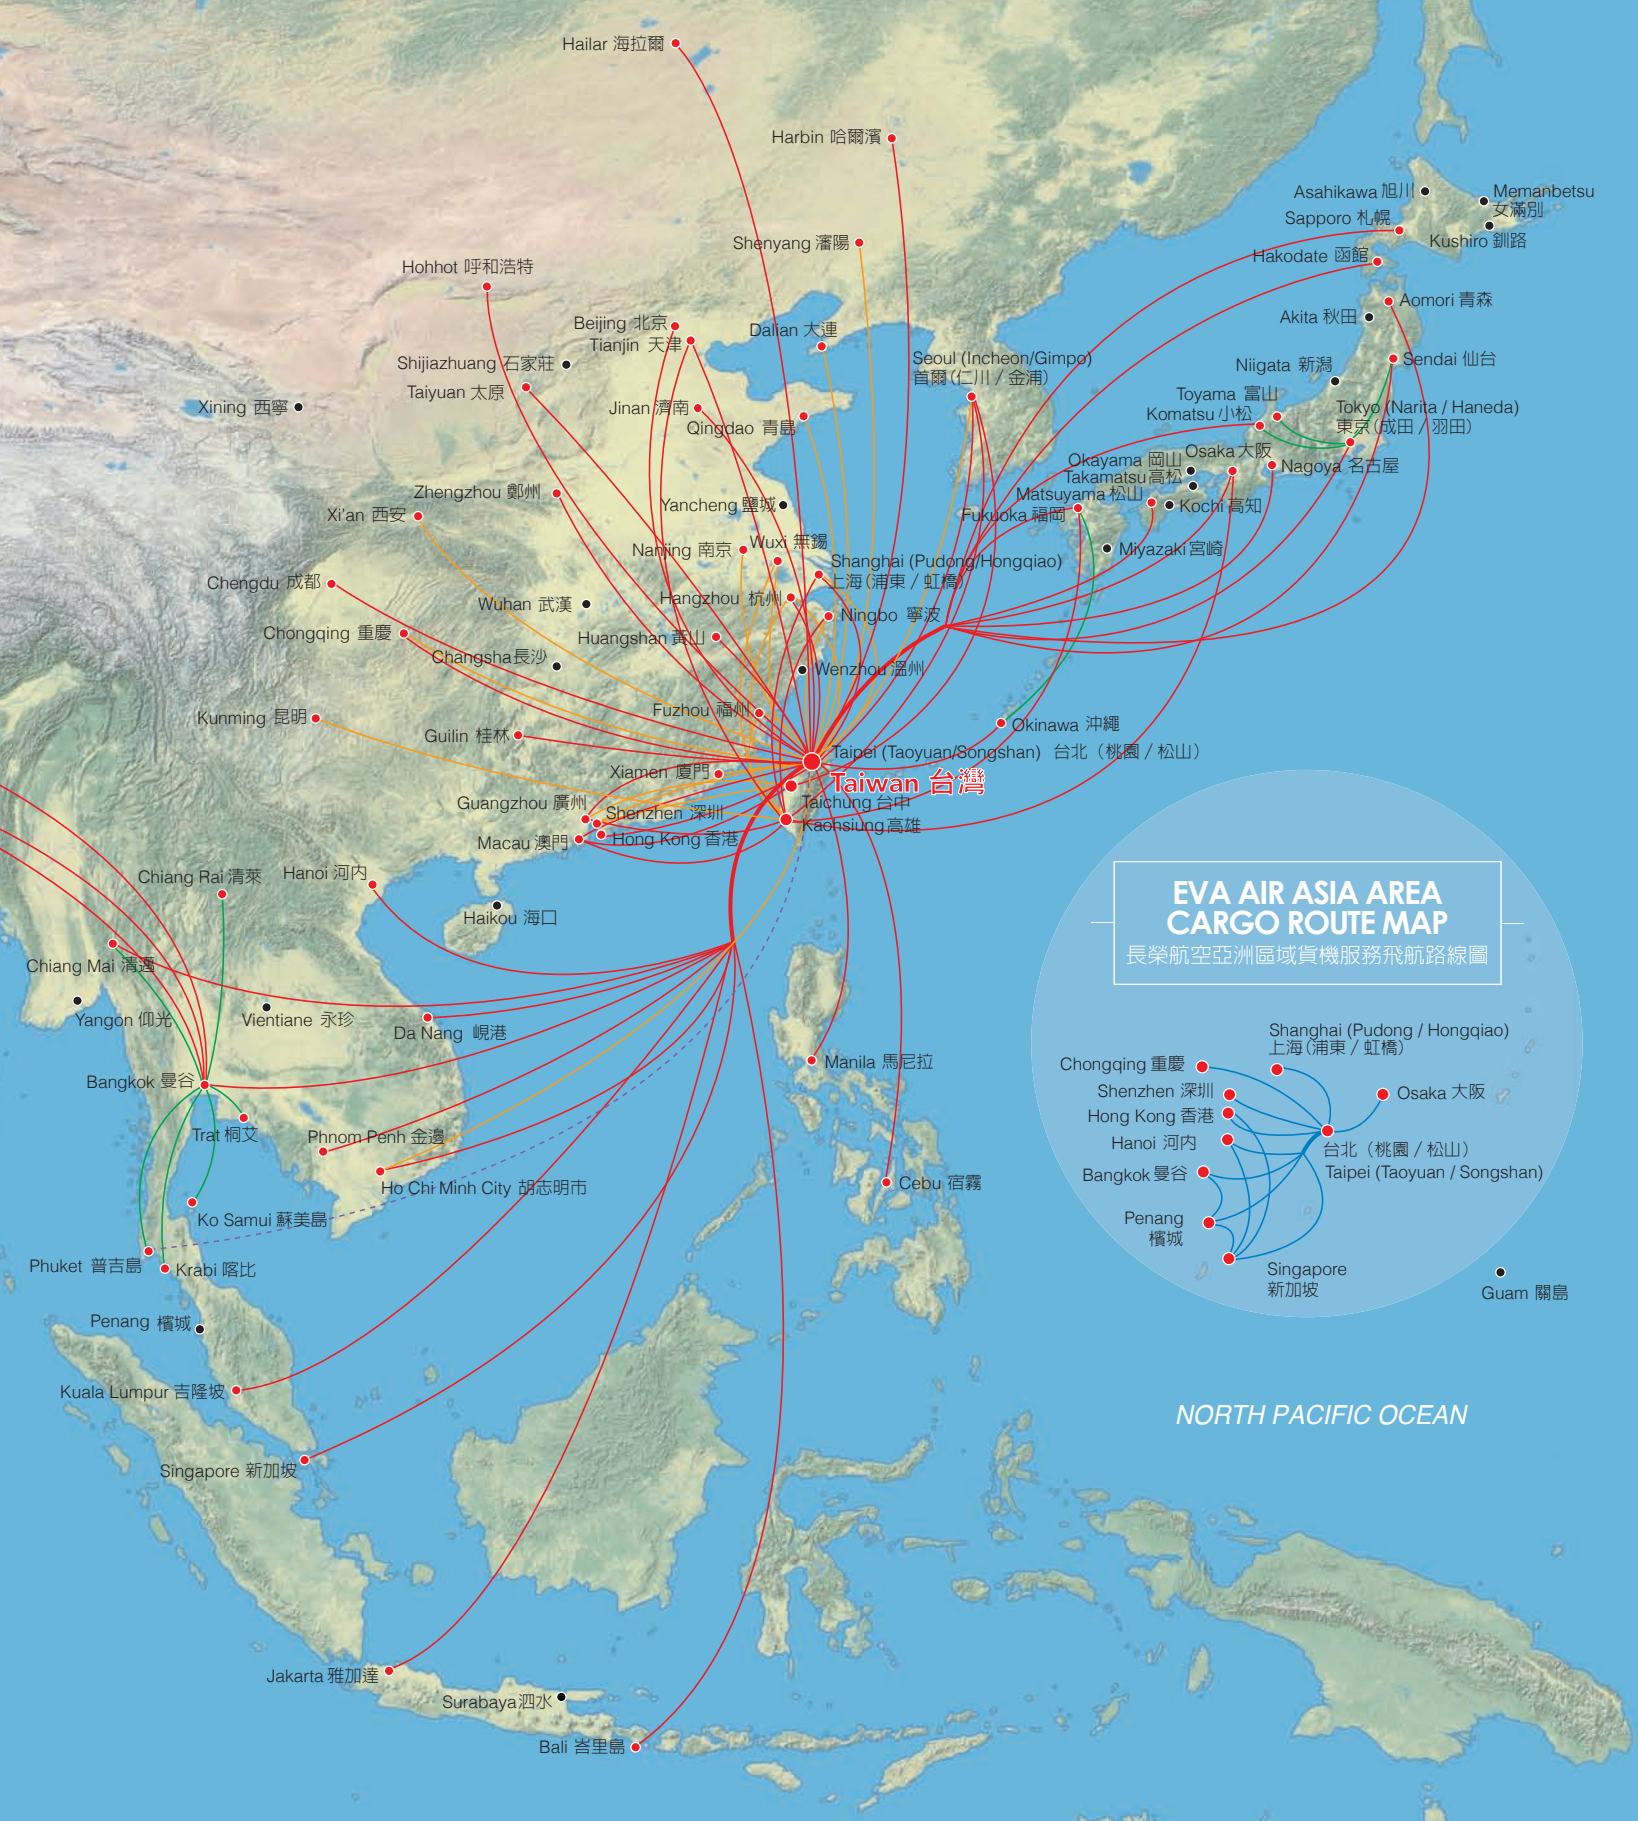 Hailar 海拉爾
Harbin 哈爾濱
Asahikawa 旭川
Memanbetsu
女滿別
Sapporo 札幌
Kushiro 釧路
Shenyang 瀋陽
Hakodate 函館
Hohhot 呼和浩特
Aomori 青森
Akita 秋田
Beijing 北京
Dalian 大連
Tianjin 天津
Seoul (Incheon/Gimpo)
首爾(仁川 / 金浦)
Sendai 仙台
Shijiazhuang 石家莊
Niigata 新潟
Taiyuan 太原
Toyama 富山
Xining 西寧
Jinan 濟南
Komatsu 小松
Tokyo (Narita / Haneda)
東京(成田 / 羽田)
Qingdao 青島
Osaka 大阪
Okayama 岡山
Nagoya 名古屋
Takamatsu 高松
Zhengzhou 鄭州
Matsuyama 松山
Yancheng 鹽城
Kochi 高知
Xi'an 西安
Fukuoka 福岡
Nanjing 南京
Wuxi 無錫
Miyazaki 宮崎
Shanghai (Pudong/Hongqiao)
上海(浦東 / 虹橋)
Chengdu 成都
Hangzhou 杭州
Wuhan 武漢
Ningbo 寧波
Chongqing 重慶
Huangshan 黃山
Changsha 長沙
Wenzhou 溫州
Kunming 昆明
Fuzhou 福州
Okinawa 沖繩
Guilin 桂林
Taipei (Taoyuan/Songshan) 台北（桃園 / 松山）
Xiamen 廈門
Taiwan 台灣
Guangzhou 廣州
Taichung 台中
Shenzhen 深圳
Kaohsiung 高雄
Macau 澳門
Hong Kong 香港
Hanoi 河内
Chiang Rai 清萊
Haikou 海口
Chiang Mai 清邁
Yangon 仰光
Vientiane 永珍
Da Nang 峴港
Bangkok 曼谷
Manila 馬尼拉
Trat 桐艾
Phnom Penh 金邊
Ho Chi Minh City 胡志明市
Cebu 宿霧
Ko Samui 蘇美島
Phuket 普吉島
Krabi 喀比
Penang 檳城
Kuala Lumpur 吉隆坡
Singapore 新加坡
Jakarta 雅加達
Surabaya 泗水
Bali 峇里島
EVA AIR ASIA AREA
CARGO ROUTE MAP
長榮航空亞洲區域貨機服務飛航路線圖
Shanghai (Pudong / Hongqiao)
上海(浦東 / 虹橋)
Chongqing 重慶
Shenzhen 深圳
Osaka 大阪
Hong Kong 香港
Hanoi 河内
台北（桃園 / 松山）
Taipei (Taoyuan / Songshan)
Bangkok 曼谷
Penang
檳城
Singapore
新加坡
Guam 關島
NORTH PACIFIC OCEAN